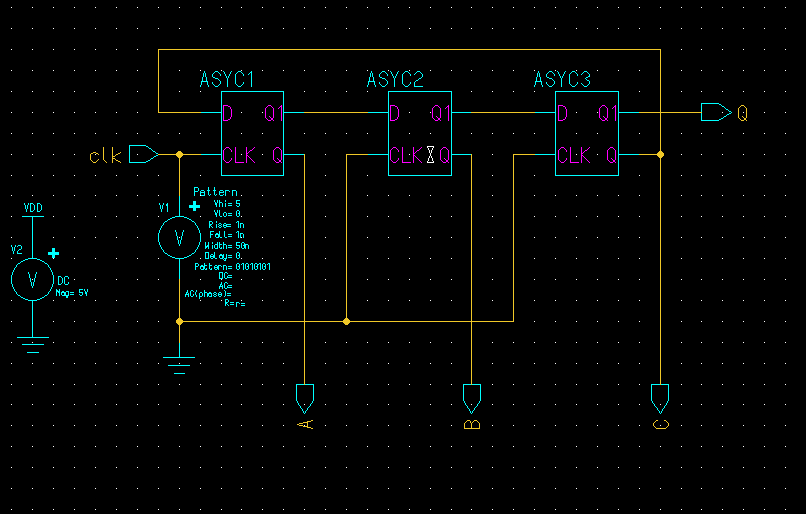 ASYC1 ASYC2 ASYC3
D Q1 D Q1 D Q1 Q
clk CLK Q CLK Q CLK Q
Pattern
V1
Vhi= 5
Vlo= 0
Rise= 1n
Fall= 1n
Width= 50n
Delay= 0
Pattern= 01010101
DC=
AC=
AC(phase)=
R=r=
VDD
V2
V V
DC
Mag= 5V
A B C